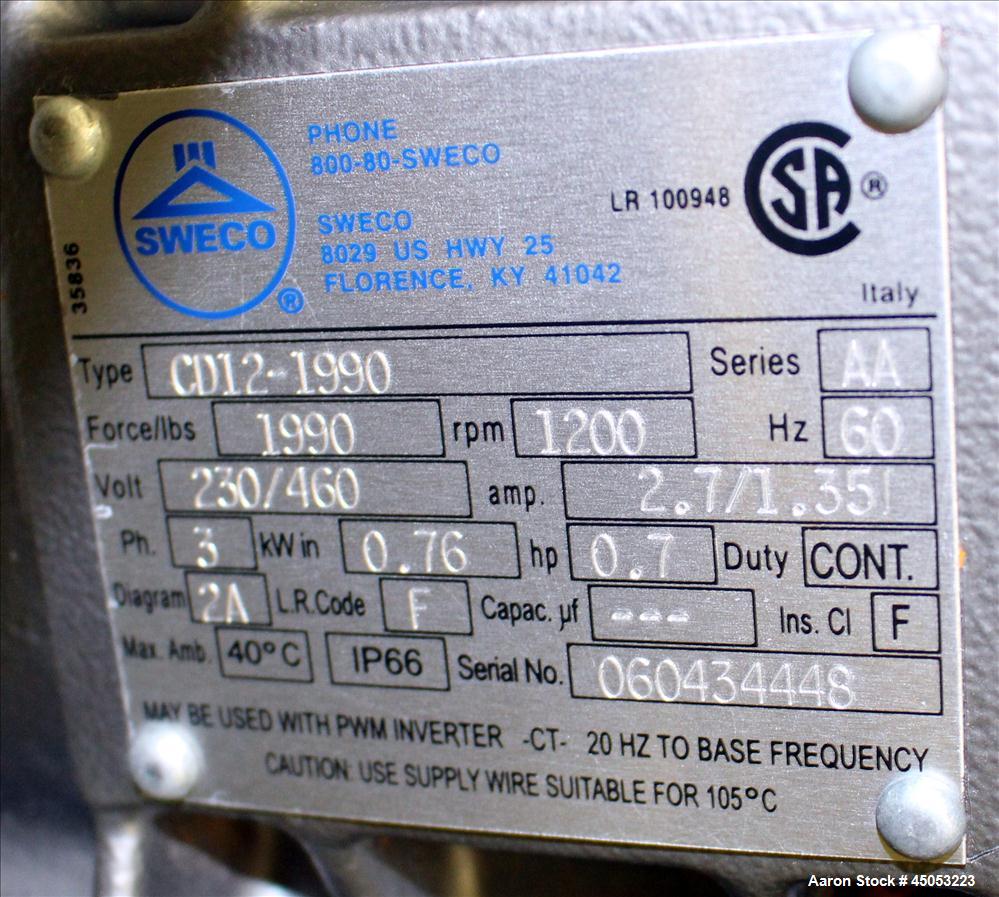 PHONE
800-80-SWECO
SWECO
SWECO
8029 US HWY 25
FLORENCE, KY 41042
®
35836
LR 100948 CSA ®
Italy
Type CD12-1990 Series AA
Force/lbs 1990 rpm 1200 Hz 60
Volt 230/460 amp. 2.7/1.35
Ph. 3 kW in 0.76 hp 0.7 Duty CONT.
Diagram 2A L.R.Code F Capac. µf --- Ins. Cl F
Max. Amb. 40°C IP66 Serial No. 060434448
MAY BE USED WITH PWM INVERTER -CT- 20 HZ TO BASE FREQUENCY
CAUTION: USE SUPPLY WIRE SUITABLE FOR 105°C
Aaron Stock # 45053223